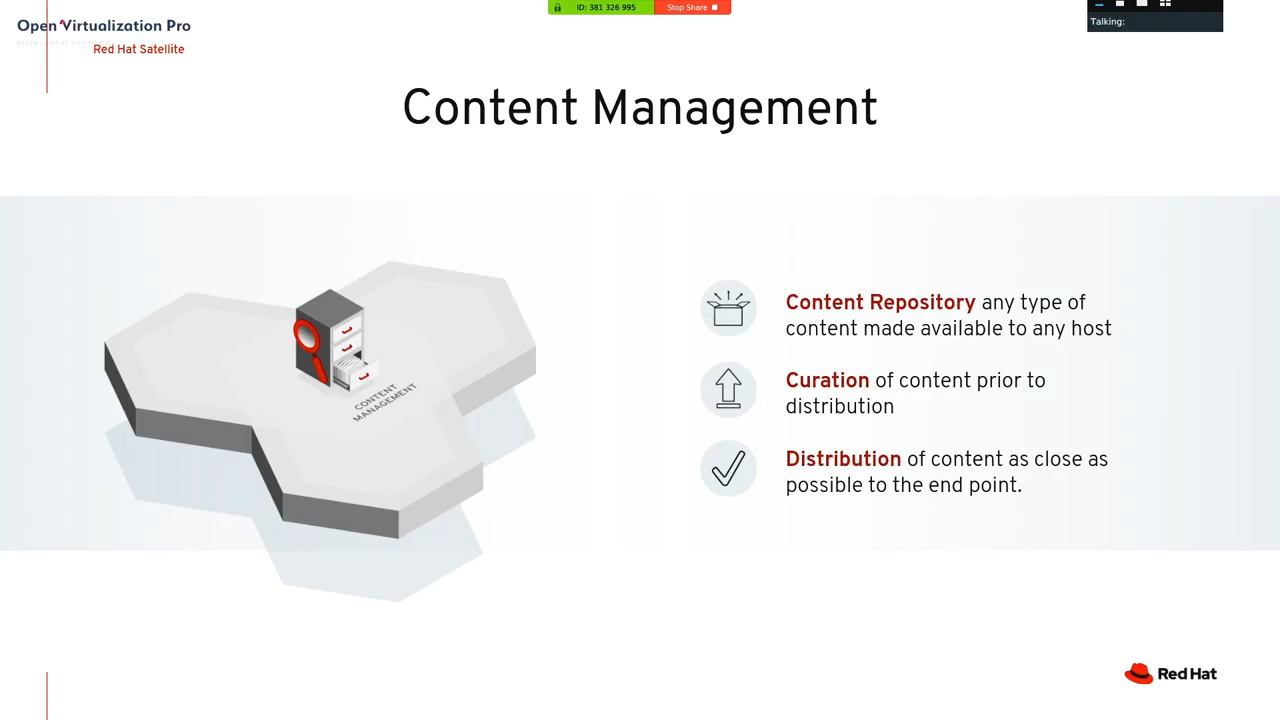 Open Virtualization Pro
professional community
Red Hat Satellite
ID: 381 326 995
Stop Share
Talking:
Content Management
CONTENT
MANAGEMENT
Content Repository any type of
content made available to any host
Curation of content prior to
distribution
Distribution of content as close as
possible to the end point.
Red Hat